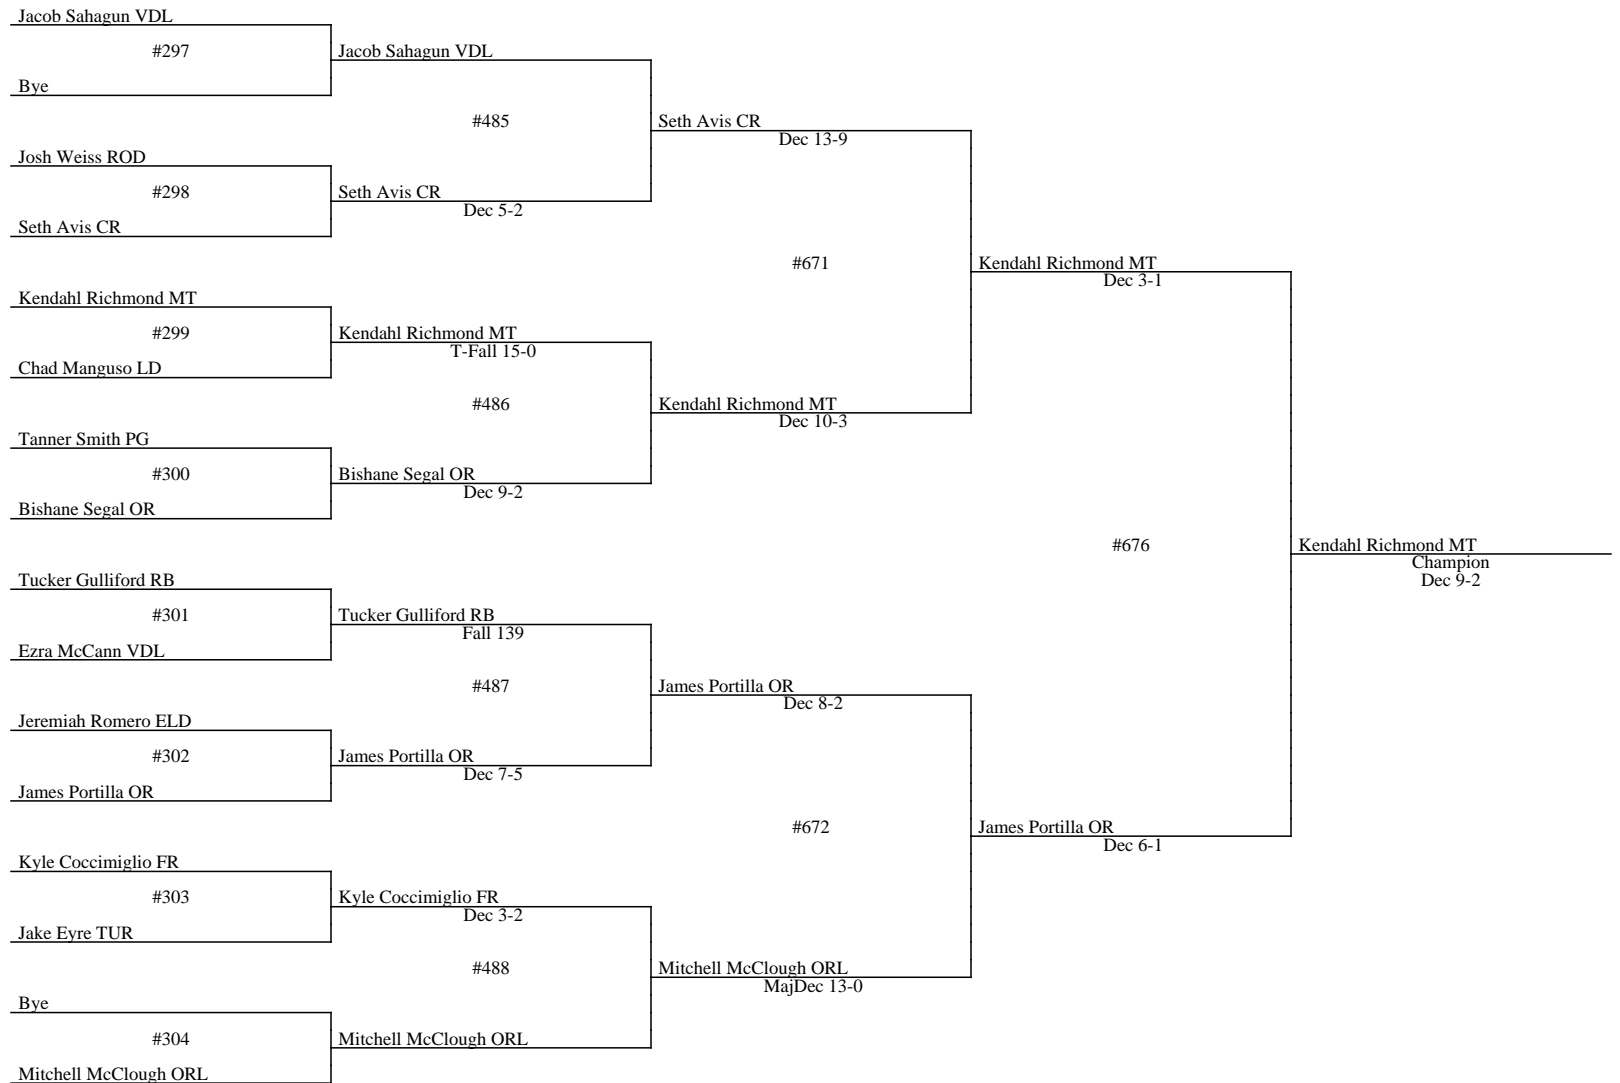 Jacob Sahagun VDL
#297
Bye
Jacob Sahagun VDL
#485
Josh Weiss ROD
#298
Seth Avis CR
Seth Avis CR
Dec 5-2
Seth Avis CR
Dec 13-9
#671
Kendahl Richmond MT
#299
Chad Manguso LD
Kendahl Richmond MT
T-Fall 15-0
#486
Tanner Smith PG
#300
Bishane Segal OR
Bishane Segal OR
Dec 9-2
Kendahl Richmond MT
Dec 10-3
Kendahl Richmond MT
Dec 3-1
#676
Tucker Gulliford RB
#301
Ezra McCann VDL
Tucker Gulliford RB
Fall 139
#487
Jeremiah Romero ELD
#302
James Portilla OR
James Portilla OR
Dec 7-5
James Portilla OR
Dec 8-2
#672
Kyle Coccimiglio FR
#303
Jake Eyre TUR
Kyle Coccimiglio FR
Dec 3-2
#488
Bye
#304
Mitchell McClough ORL
Mitchell McClough ORL
Mitchell McClough ORL
MajDec 13-0
James Portilla OR
Dec 6-1
Kendahl Richmond MT
Champion
Dec 9-2